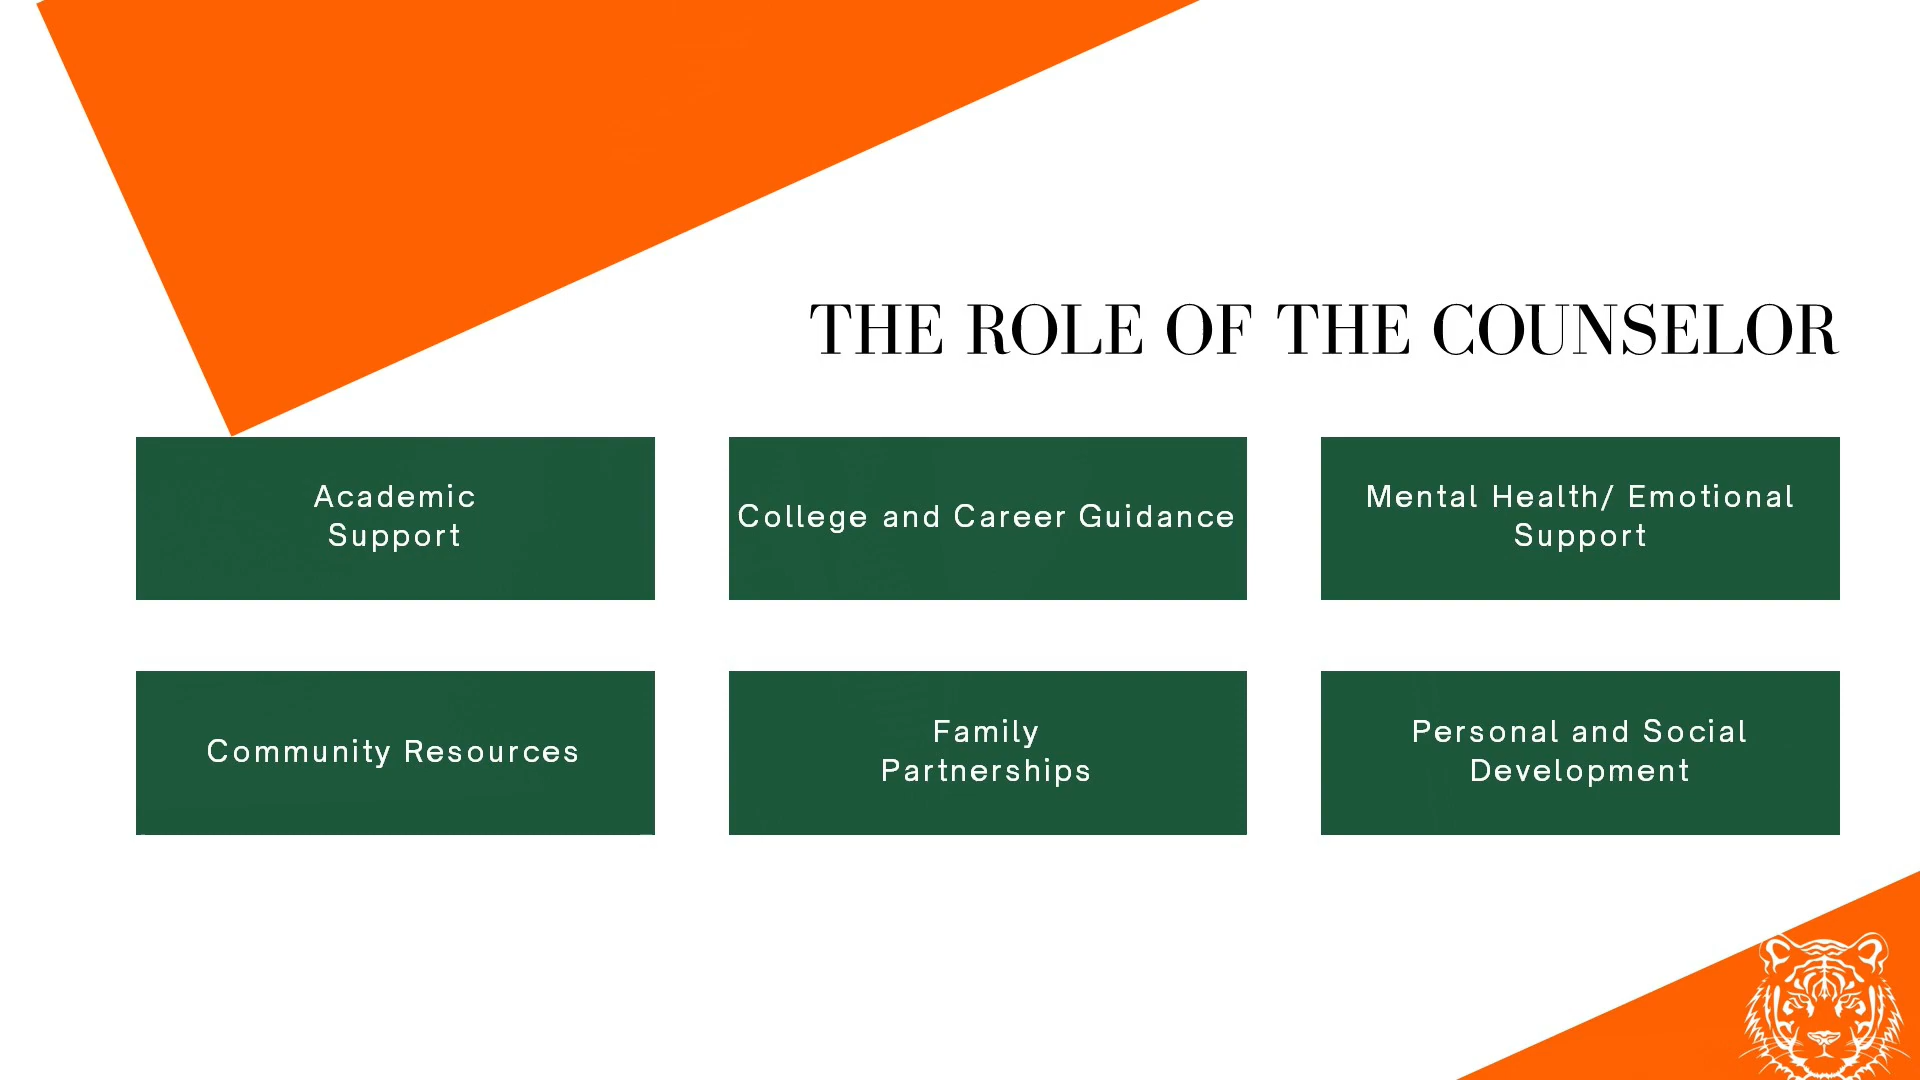 THE ROLE OF THE COUNSELOR
Academic
Support
College and Career Guidance
Mental Health/ Emotional
Support
Community Resources
Family
Partnerships
Personal and Social
Development